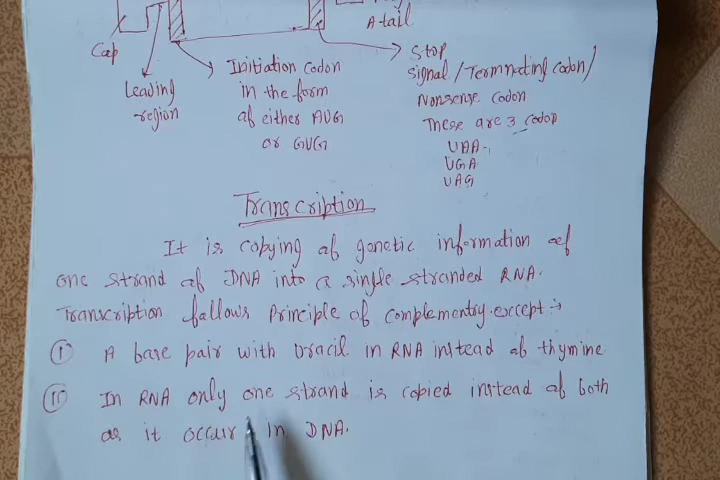 A-tail
Cap
Leading
region
Initiation codon
in the form
of either AUG
or GUG
Stop
signal/Termnating codon/
Nonsense codon
These are 3 codon
UAA
UGA
UAG
Transcription
It is copying of genetic information of
one strand of DNA into a single stranded RNA.
Transcription fallows Principle of complementry except :→
(I) A base pair with Uracil in RNA instead of thymine
(II) In RNA only one strand is copied instead of both
as it occur in DNA.